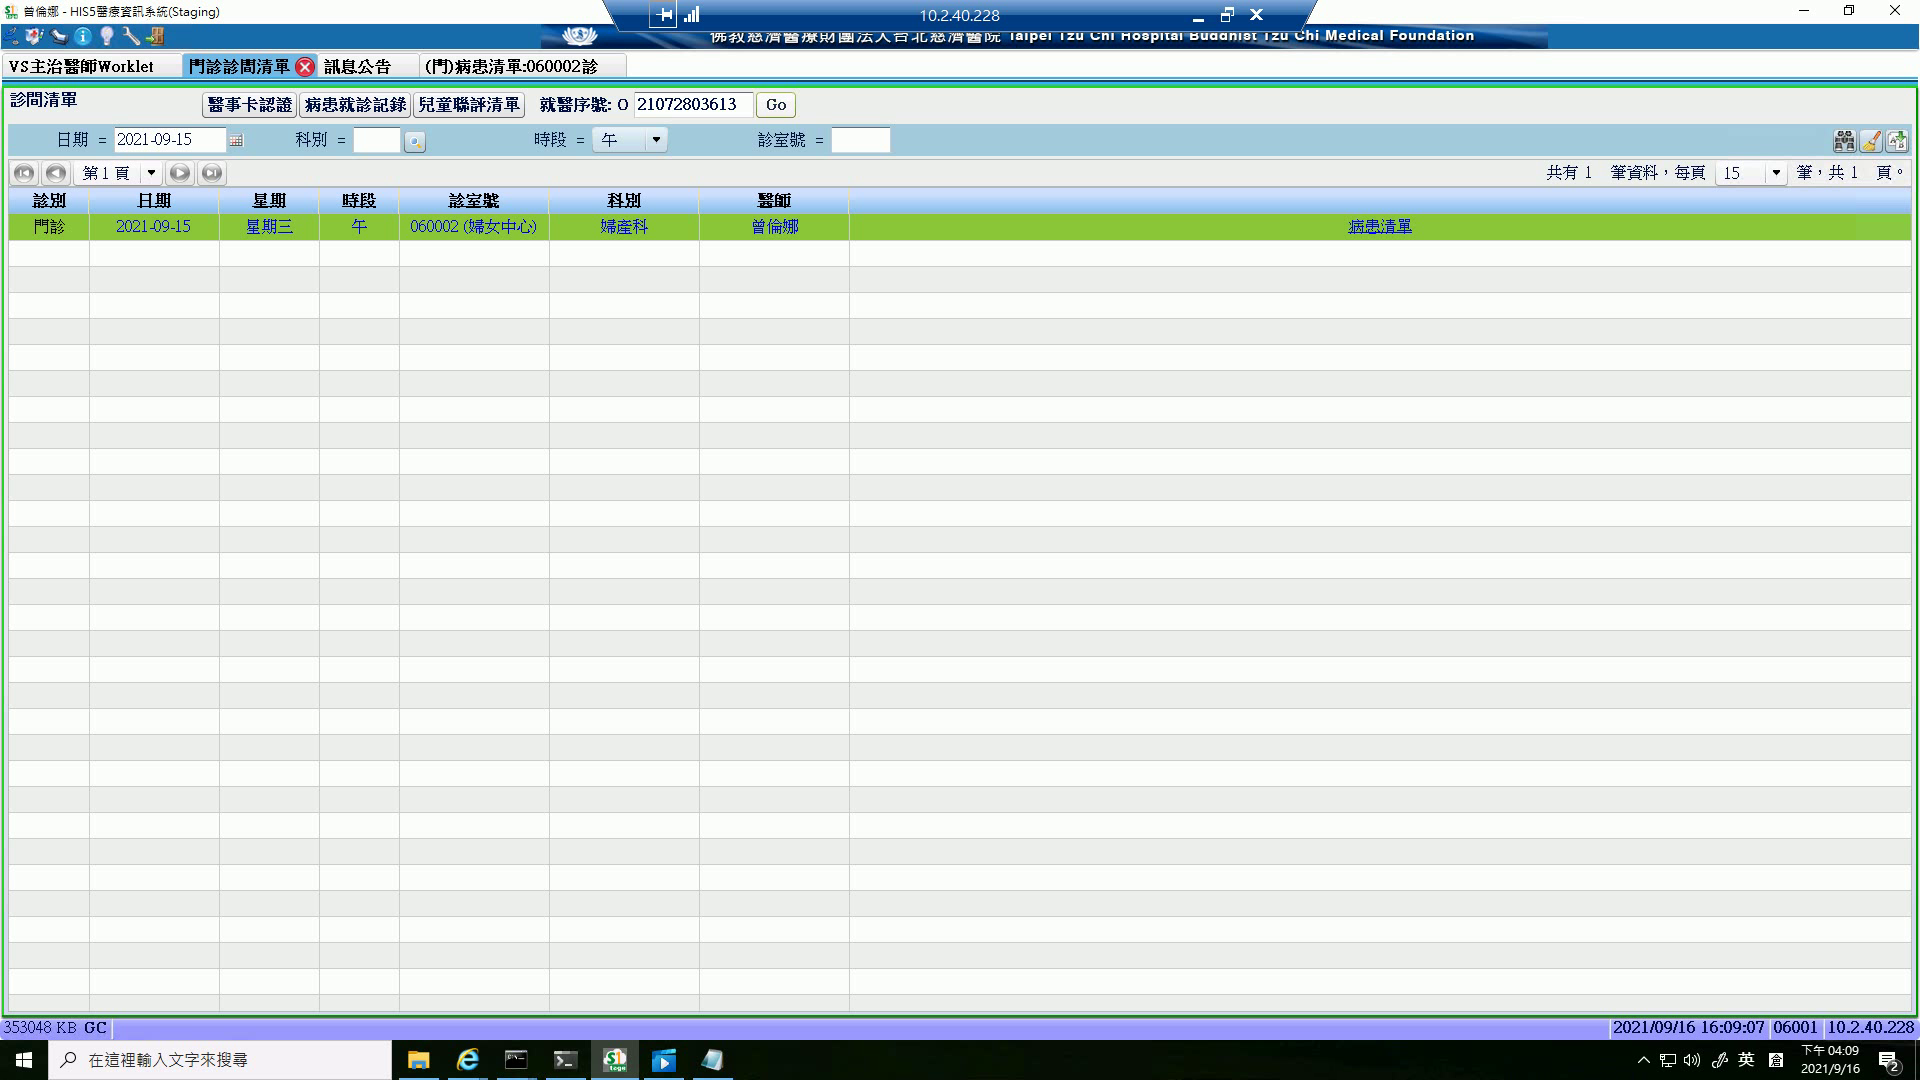 曾倫娜 - HIS5醫療資訊系統(Staging)
10.2.40.228
佛教慈濟醫療財團法人台北慈濟醫院 Taipei Tzu Chi Hospital Buddhist Tzu Chi Medical Foundation
VS主治醫師Worklet 門診診間清單 訊息公告 (門)病患清單:060002診
診間清單 醫事卡認證 病患就診記錄 兒童聯評清單 就醫序號: O 21072803613 Go
日期 = 2021-09-15 科別 = 時段 = 午 診室號 =
第 1 頁 共有 1 筆資料，每頁 15 筆，共 1 頁。
診別 日期 星期 時段 診室號 科別 醫師
門診 2021-09-15 星期三 午 060002 (婦女中心) 婦產科 曾倫娜 病患清單
353048 KB GC 2021/09/16 16:09:07 06001 10.2.40.228
在這裡輸入文字來搜尋 英 倉 下午 04:09
2021/9/16 2